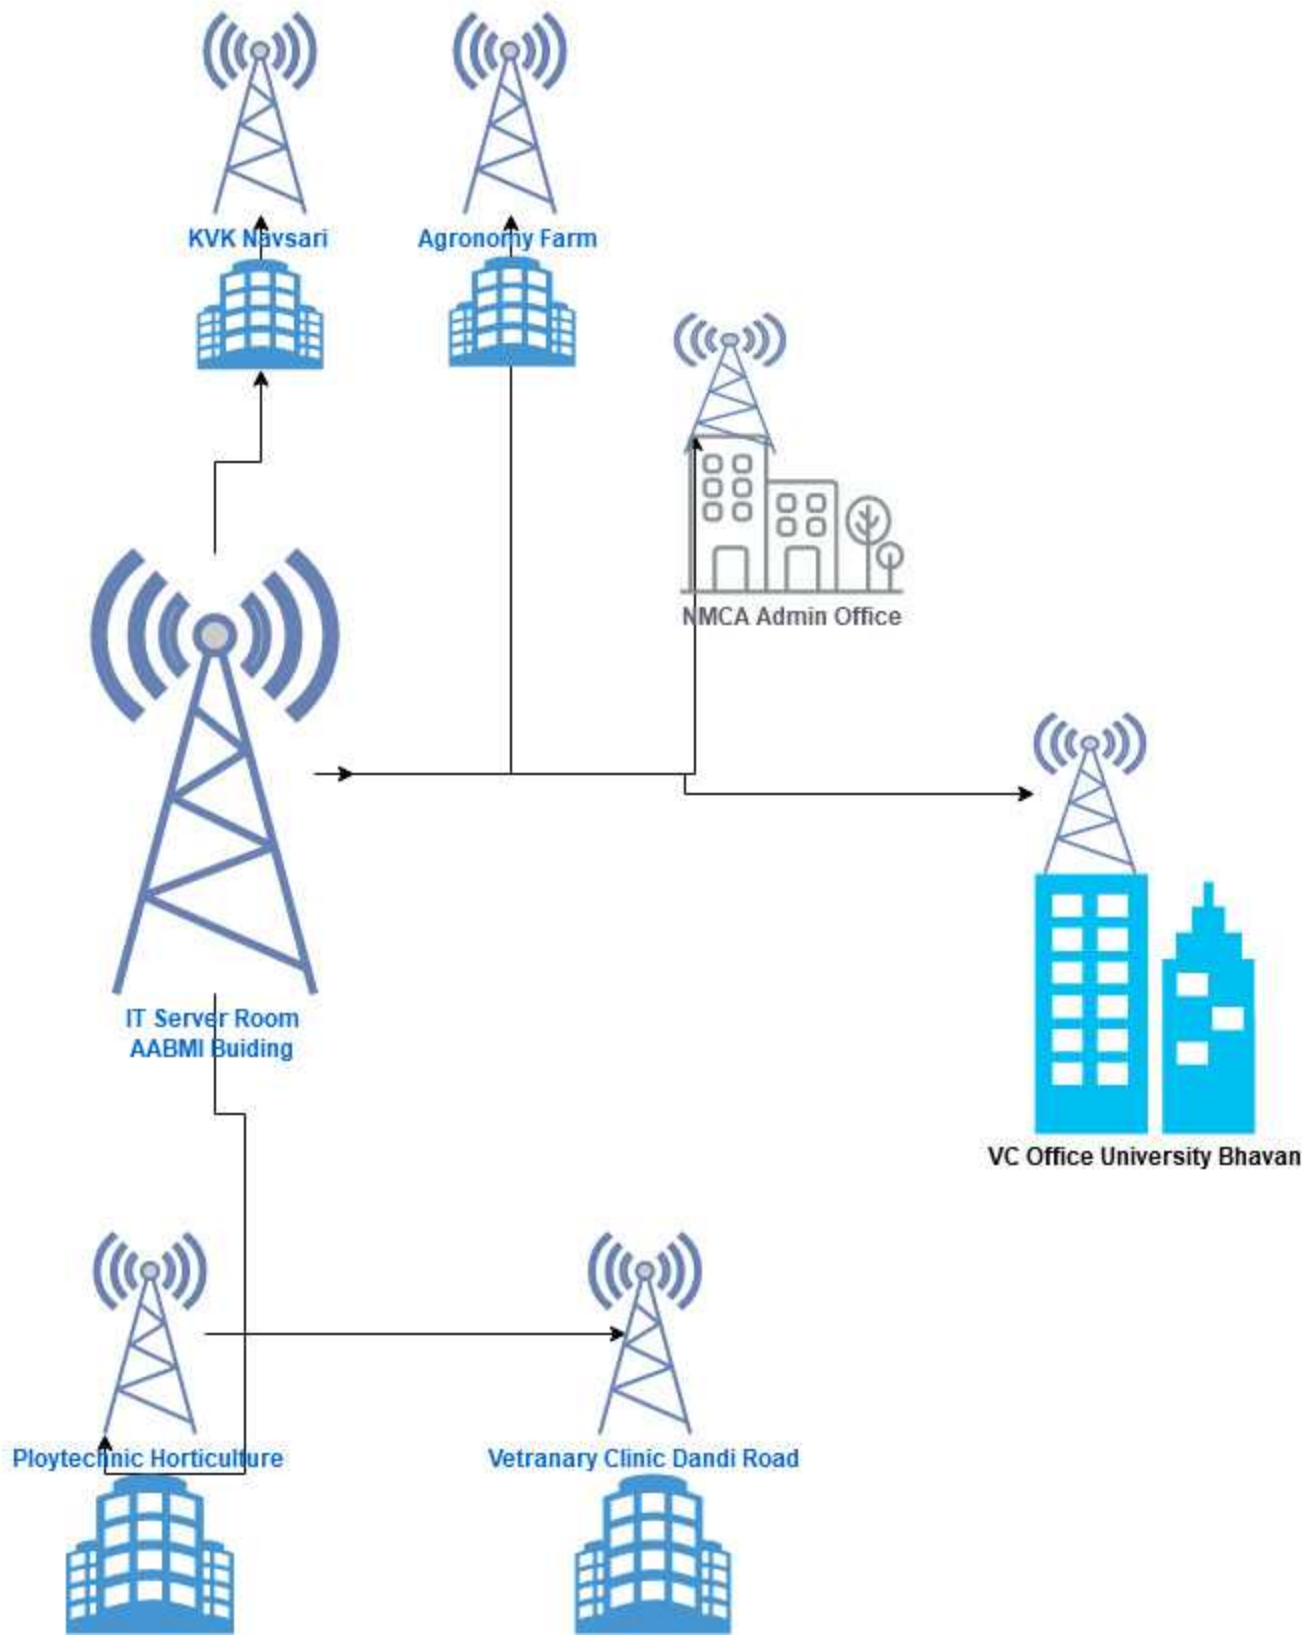 KVK Navsari
Agronomy Farm
NMCA Admin Office
IT Server Room
AABMI Buiding
VC Office University Bhavan
Ploytechnic Horticulture
Vetranary Clinic Dandi Road